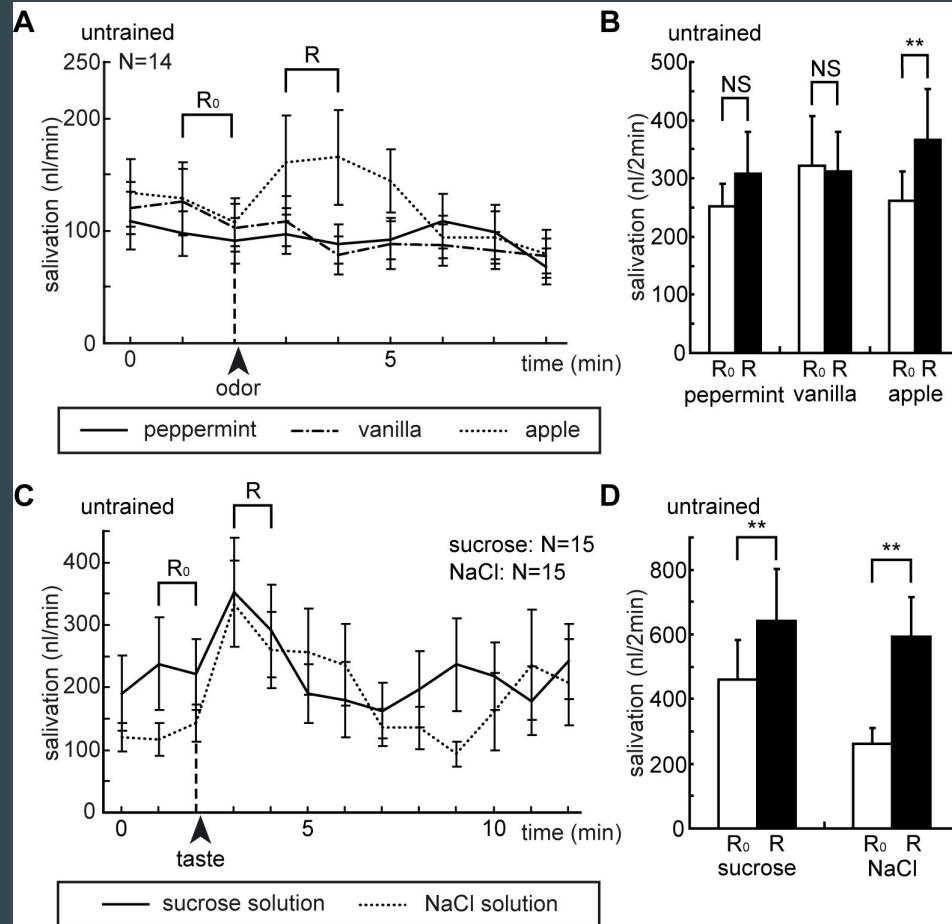 A
untrained
N=14
250
200
100
0
salivation (nl/min)
R₀
R
0
5
time (min)
odor
peppermint
vanilla
apple
B
untrained
500
400
300
200
100
0
salivation (nl/2min)
NS
NS
**
R₀ R
R₀ R
R₀ R
pepermint
vanilla
apple
C
untrained
R
R₀
sucrose: N=15
NaCl: N=15
400
300
200
100
0
salivation (nl/min)
0
5
10
time (min)
taste
sucrose solution
NaCl solution
D
untrained
**
**
800
600
400
200
0
salivation (nl/2min)
R₀ R
R₀ R
sucrose
NaCl